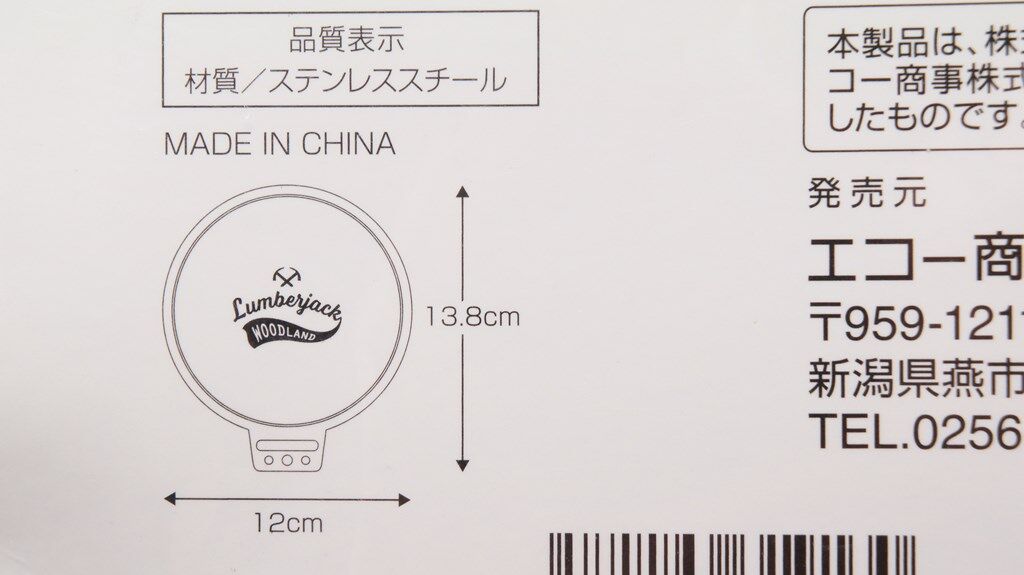 品質表示
材質／ステンレススチール
MADE IN CHINA
Lumberjack
WOODLAND
13.8cm
12cm
本製品は、株
コー商事株式
したものです。
発売元
エコー商
〒959-121
新潟県燕市
TEL.0256